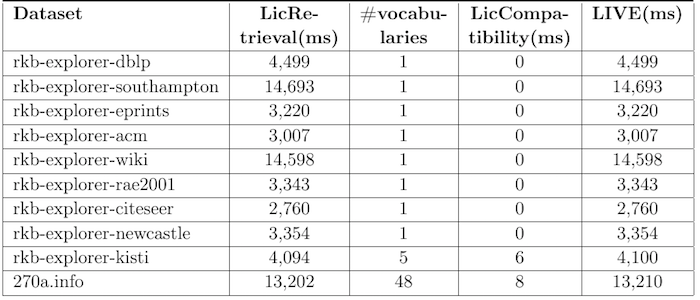 Dataset LicRe- #vocabu- LicCompa- LIVE(ms)
trieval(ms) laries tibility(ms)
rkb-explorer-dblp 4,499 1 0 4,499
rkb-explorer-southampton 14,693 1 0 14,693
rkb-explorer-eprints 3,220 1 0 3,220
rkb-explorer-acm 3,007 1 0 3,007
rkb-explorer-wiki 14,598 1 0 14,598
rkb-explorer-rae2001 3,343 1 0 3,343
rkb-explorer-citeseer 2,760 1 0 2,760
rkb-explorer-newcastle 3,354 1 0 3,354
rkb-explorer-kisti 4,094 5 6 4,100
270a.info 13,202 48 8 13,210